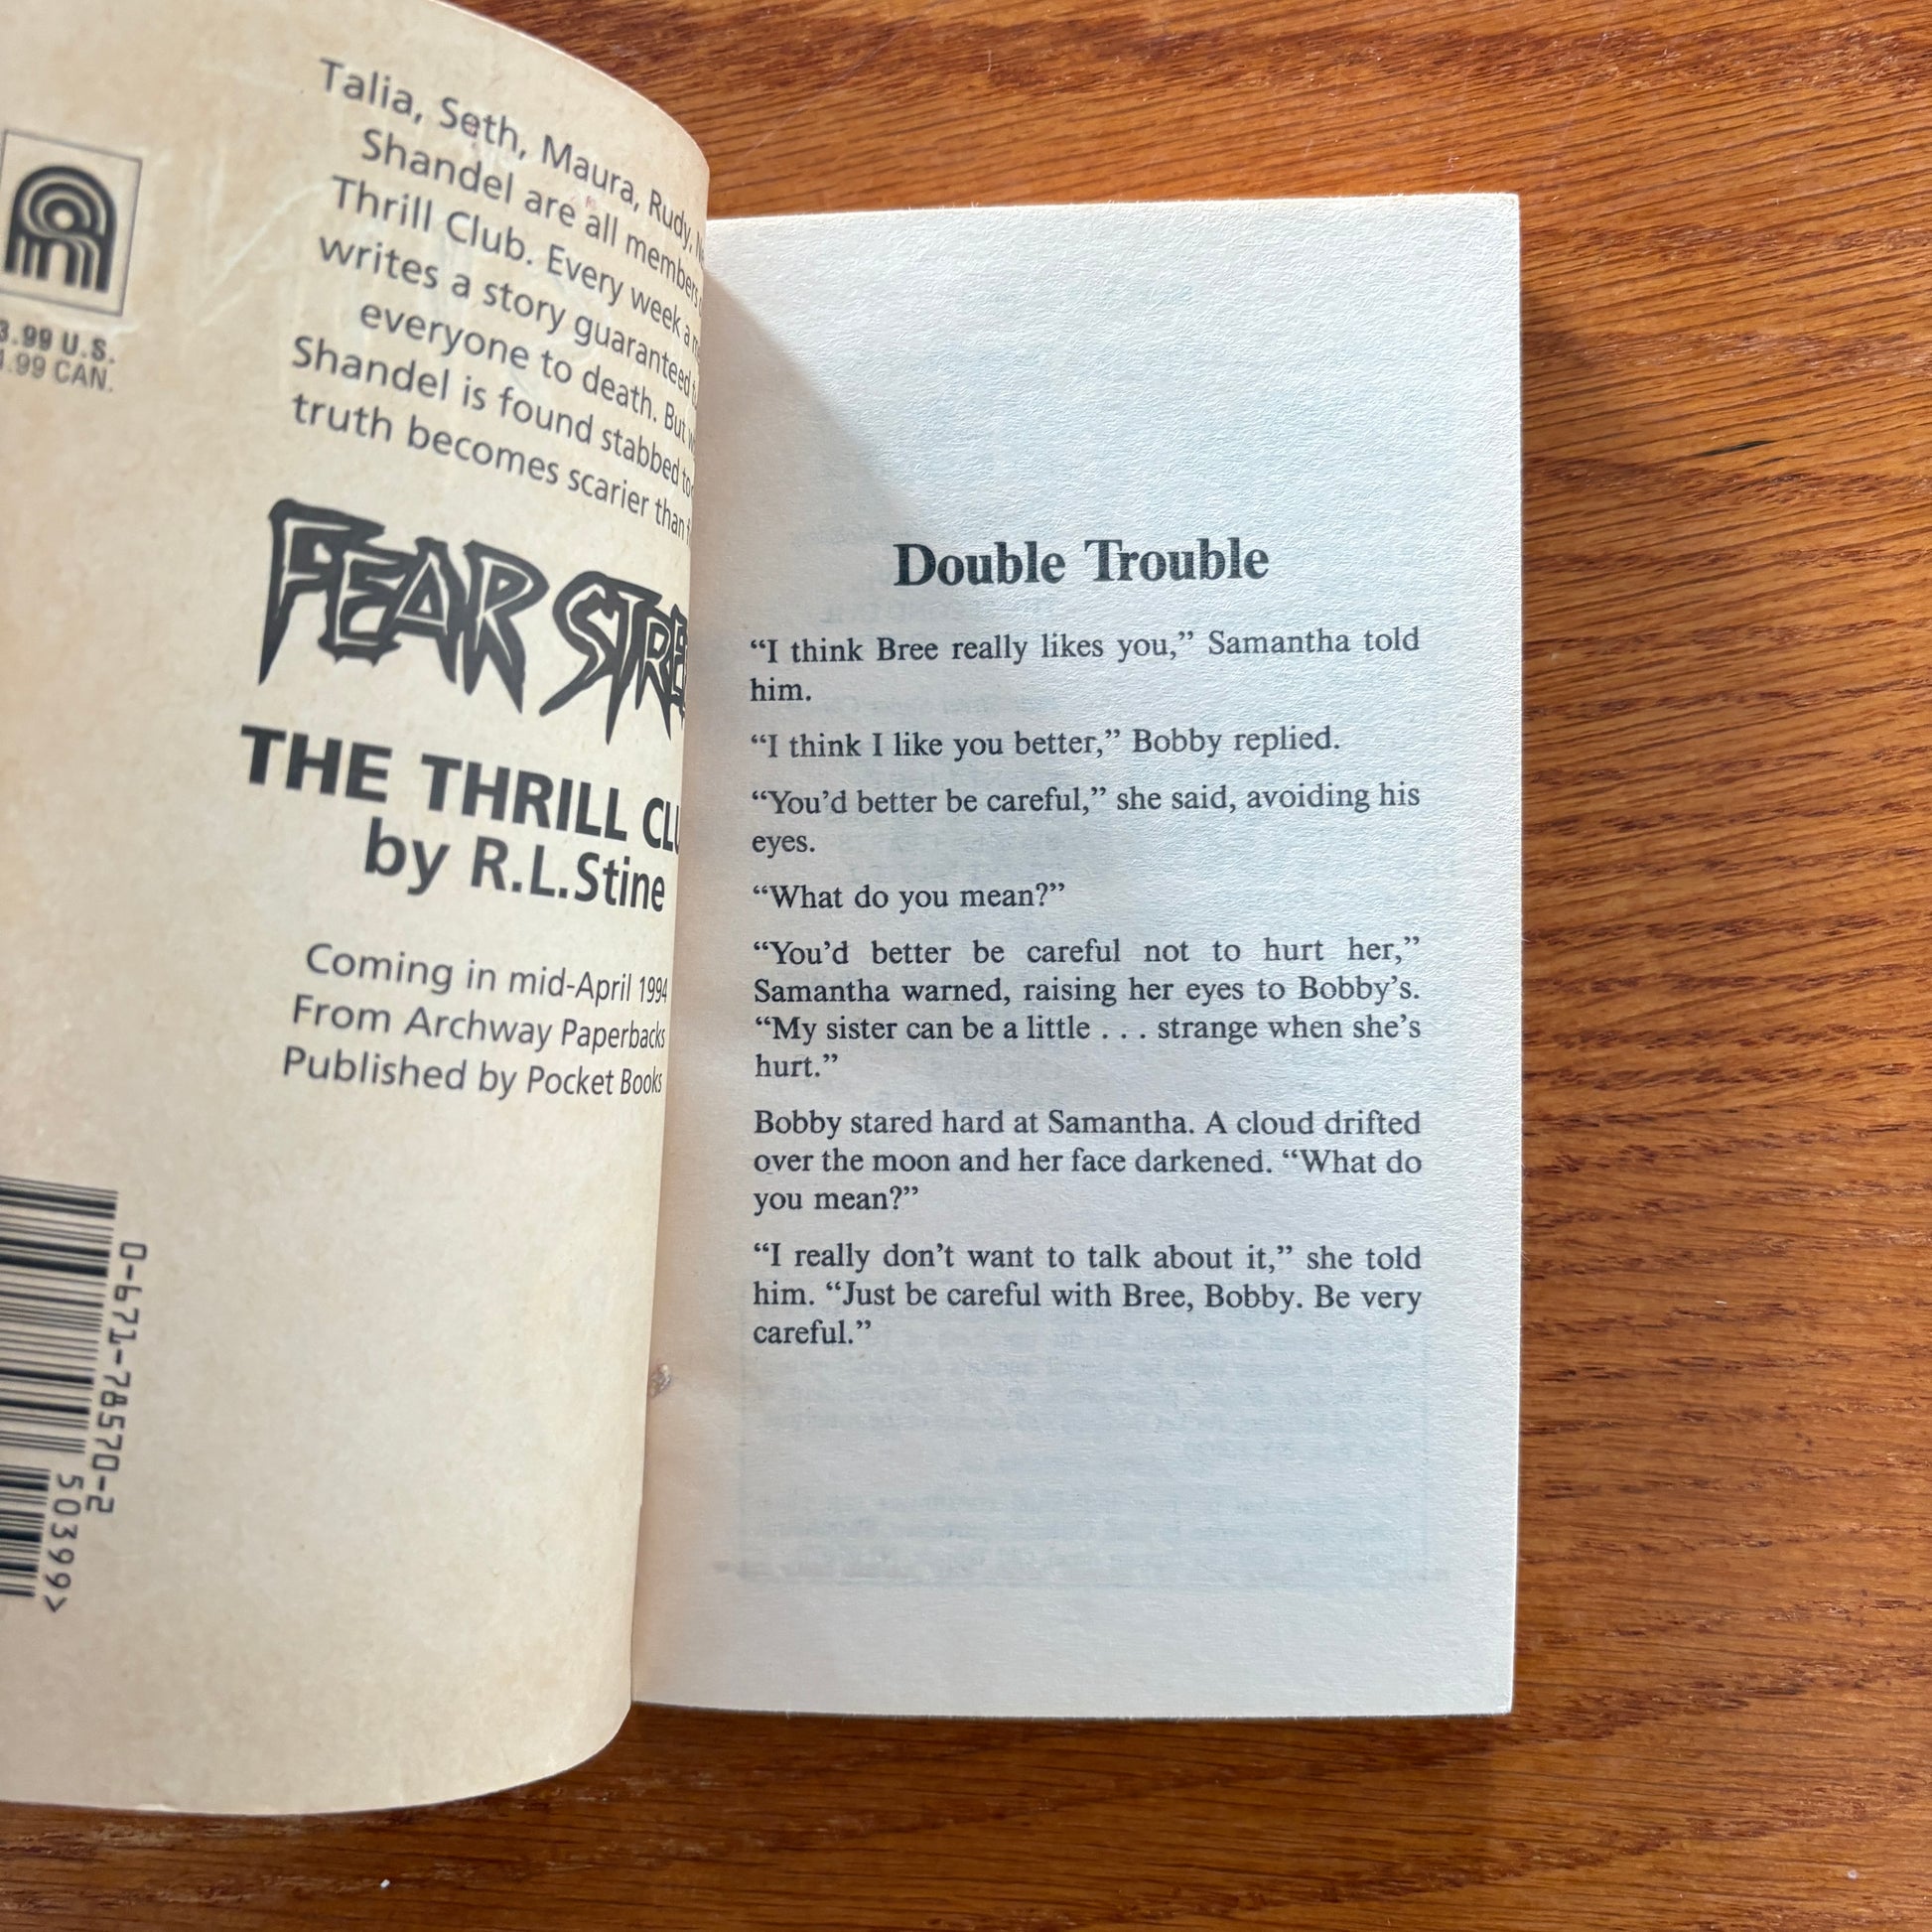 Talia, Seth, Maura, Rudy,
Shandel are all members
Thrill Club. Every week a
writes a story guaranteed
everyone to death. But
Shandel is found stabbed
truth becomes scarier than
FEAR
THE THRILL
by R.L.Stine
Coming in mid-April 1994
From Archway Paperbacks
Published by Pocket Books
3.99 U.S.
.99 CAN.
0-671-78570-2
50399>
Double Trouble
“I think Bree really likes you,” Samantha told
him.
“I think I like you better,” Bobby replied.
“You’d better be careful,” she said, avoiding his
eyes.
“What do you mean?”
“You’d better be careful not to hurt her,”
Samantha warned, raising her eyes to Bobby’s.
“My sister can be a little . . . strange when she’s
hurt.”
Bobby stared hard at Samantha. A cloud drifted
over the moon and her face darkened. “What do
you mean?”
“I really don’t want to talk about it,” she told
him. “Just be careful with Bree, Bobby. Be very
careful.”